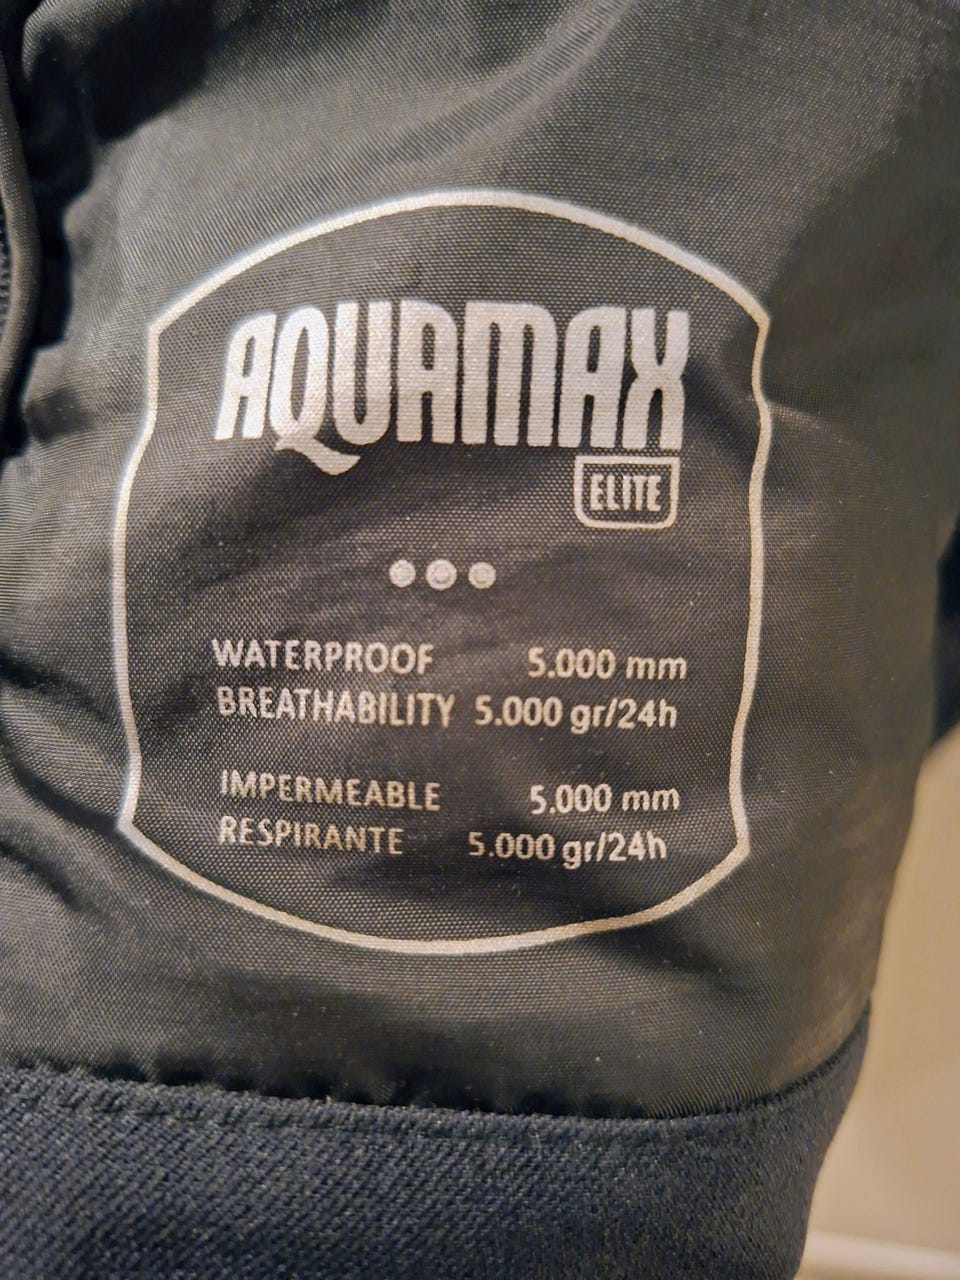 AQUAMAX
ELITE
WATERPROOF 5.000 mm
BREATHABILITY 5.000 gr/24h
IMPERMEABLE 5.000 mm
RESPIRANTE 5.000 gr/24h